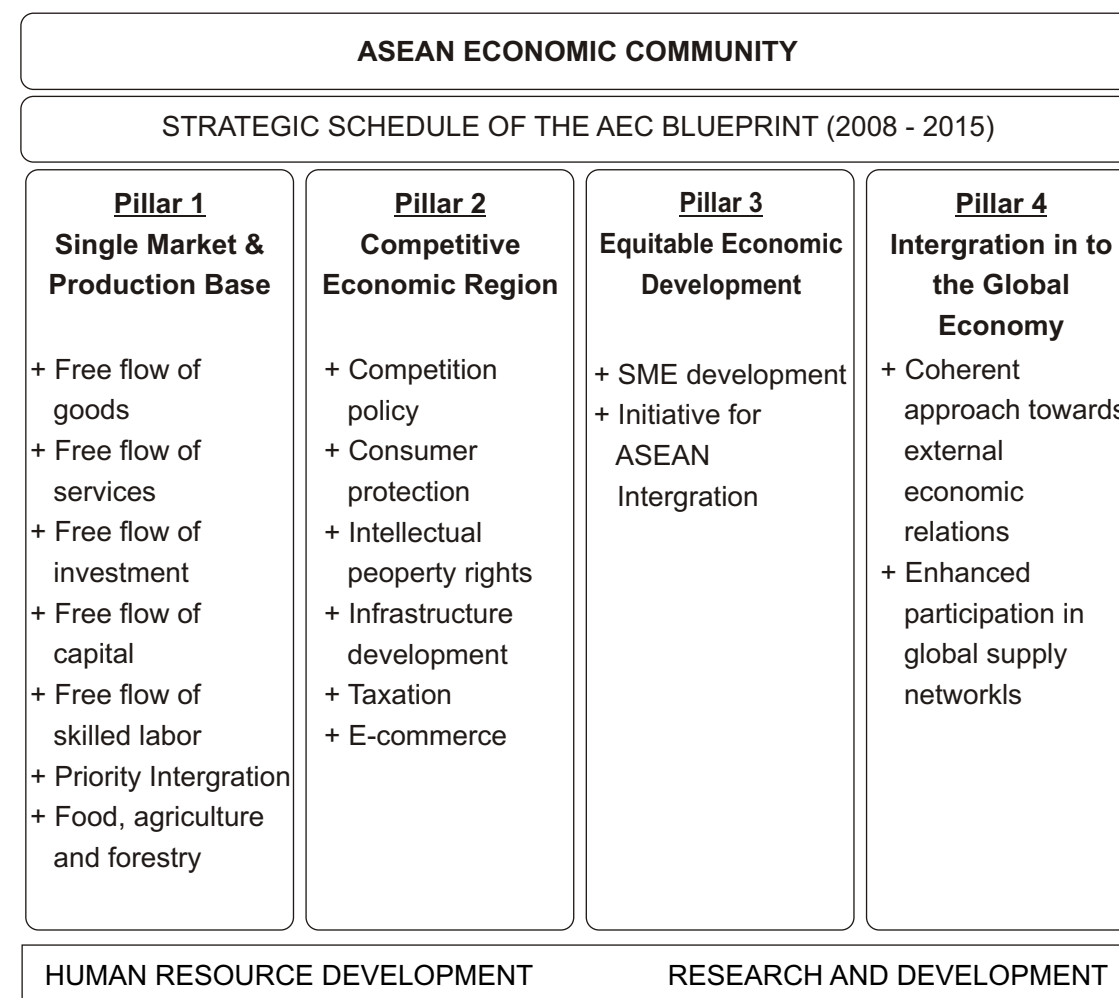 ASEAN ECONOMIC COMMUNITY
STRATEGIC SCHEDULE OF THE AEC BLUEPRINT (2008 - 2015)
Pillar 1
Single Market &
Production Base
+ Free flow of
goods
+ Free flow of
services
+ Free flow of
investment
+ Free flow of
capital
+ Free flow of
skilled labor
+ Priority Intergration
+ Food, agriculture
and forestry
Pillar 2
Competitive
Economic Region
+ Competition
policy
+ Consumer
protection
+ Intellectual
peoperty rights
+ Infrastructure
development
+ Taxation
+ E-commerce
Pillar 3
Equitable Economic
Development
+ SME development
+ Initiative for
ASEAN
Intergration
Pillar 4
Intergration in to
the Global
Economy
+ Coherent
approach towards
external
economic
relations
+ Enhanced
participation in
global supply
networkls
HUMAN RESOURCE DEVELOPMENT RESEARCH AND DEVELOPMENT